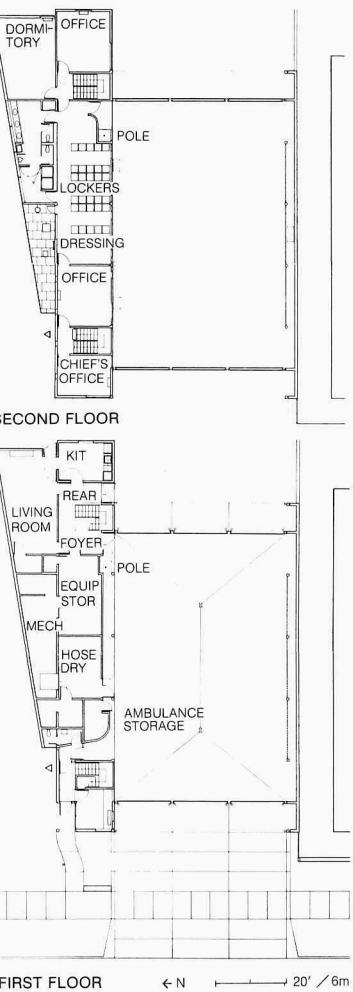 DORMI-
TORY
OFFICE
POLE
LOCKERS
DRESSING
OFFICE
CHIEF'S
OFFICE
SECOND FLOOR
KIT
REAR
LIVING
ROOM
FOYER
POLE
EQUIP
STOR
MECH
HOSE
DRY
AMBULANCE
STORAGE
FIRST FLOOR
← N
20' / 6m